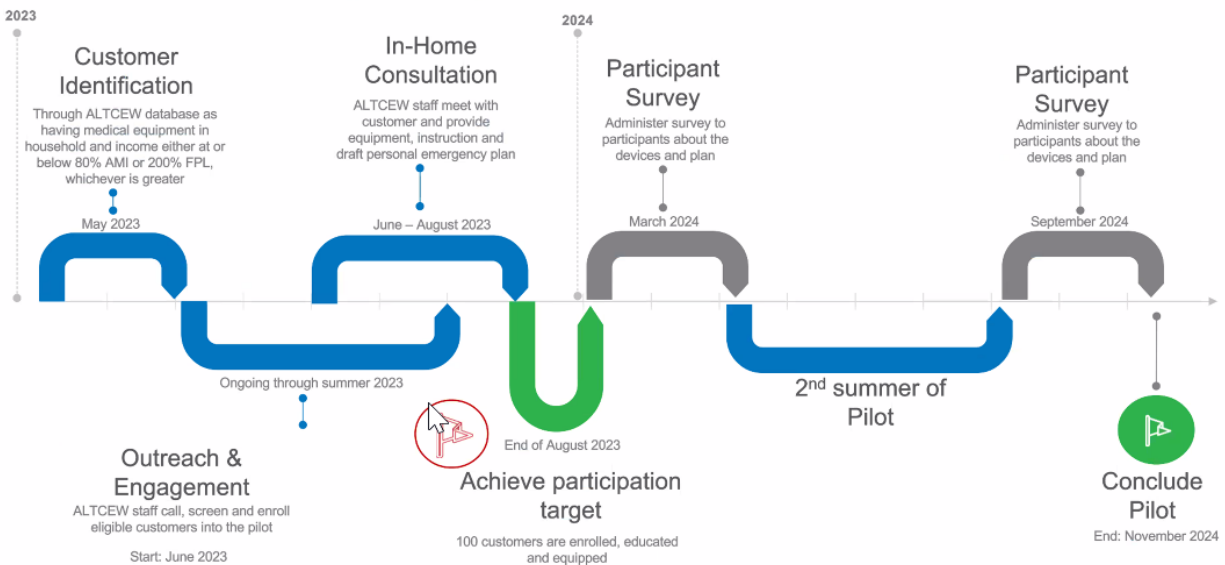 2023
Customer
Identification
Through ALTCEW database as
having medical equipment in
household and income either at or
below 80% AMI or 200% FPL,
whichever is greater
May 2023
In-Home
Consultation
ALTCEW staff meet with
customer and provide
equipment, instruction and
draft personal emergency plan
June – August 2023
2024
Participant
Survey
Administer survey to
participants about the
devices and plan
March 2024
Participant
Survey
Administer survey to
participants about the
devices and plan
September 2024
Ongoing through summer 2023
Outreach &
Engagement
ALTCEW staff call, screen and enroll
eligible customers into the pilot
Start: June 2023
End of August 2023
Achieve participation
target
100 customers are enrolled, educated
and equipped
2nd summer of
Pilot
Conclude
Pilot
End: November 2024